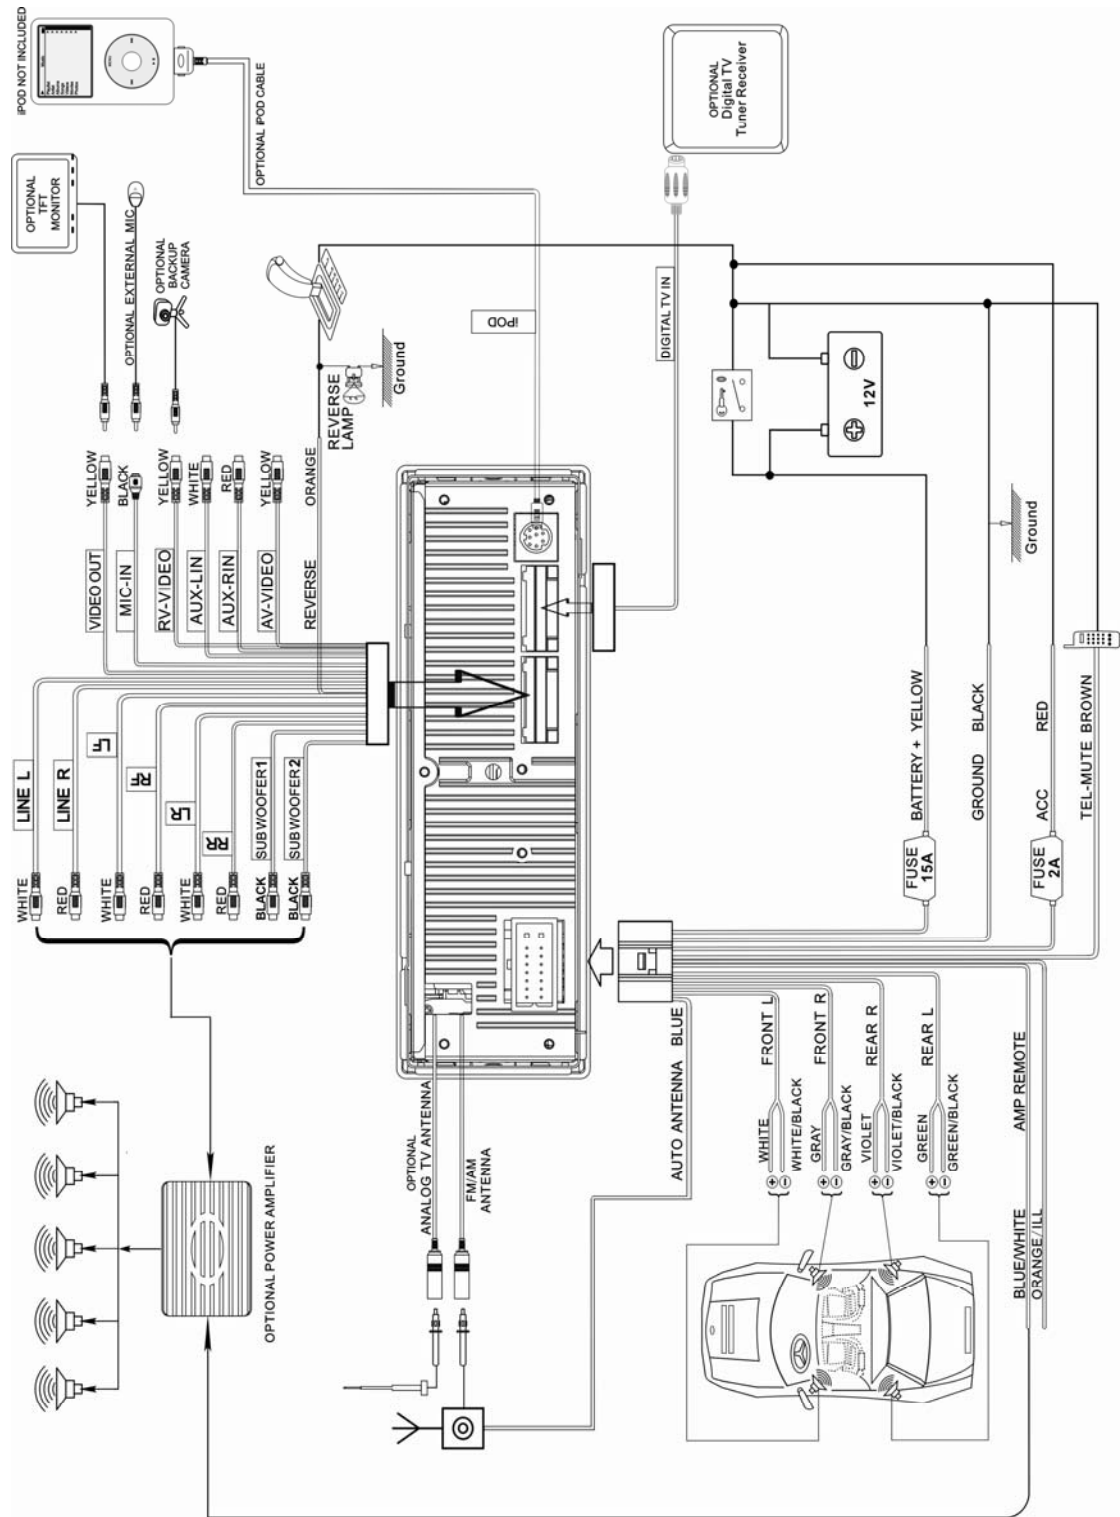 iPOD NOT INCLUDED
OPTIONAL
TFT
MONITOR
OPTIONAL EXTERNAL MIC
OPTIONAL
BACKUP
CAMERA
OPTIONAL iPOD CABLE
OPTIONAL
Digital TV
Tuner Receiver
DIGITAL TV IN
iPOD
REVERSE
LAMP
Ground
12V
Ground
YELLOW
BLACK
YELLOW
WHITE
RED
YELLOW
ORANGE
VIDEO OUT
MIC-IN
RV-VIDEO
AUX-LIN
AUX-RIN
AV-VIDEO
REVERSE
LINE L
LINE R
LF
RF
LR
RR
SUBWOOFER1
SUBWOOFER2
WHITE
RED
WHITE
RED
WHITE
RED
BLACK
BLACK
OPTIONAL POWER AMPLIFIER
OPTIONAL
ANALOG TV ANTENNA
FM/AM
ANTENNA
BATTERY+ YELLOW
GROUND BLACK
ACC RED
TEL-MUTE BROWN
FUSE
15A
FUSE
2A
AUTO ANTENNA BLUE
FRONT L
FRONT R
REAR R
REAR L
WHITE
WHITE/BLACK
GRAY
GRAY/BLACK
VIOLET
VIOLET/BLACK
GREEN
GREEN/BLACK
AMP REMOTE
BLUE/WHITE
ORANGE/ILL